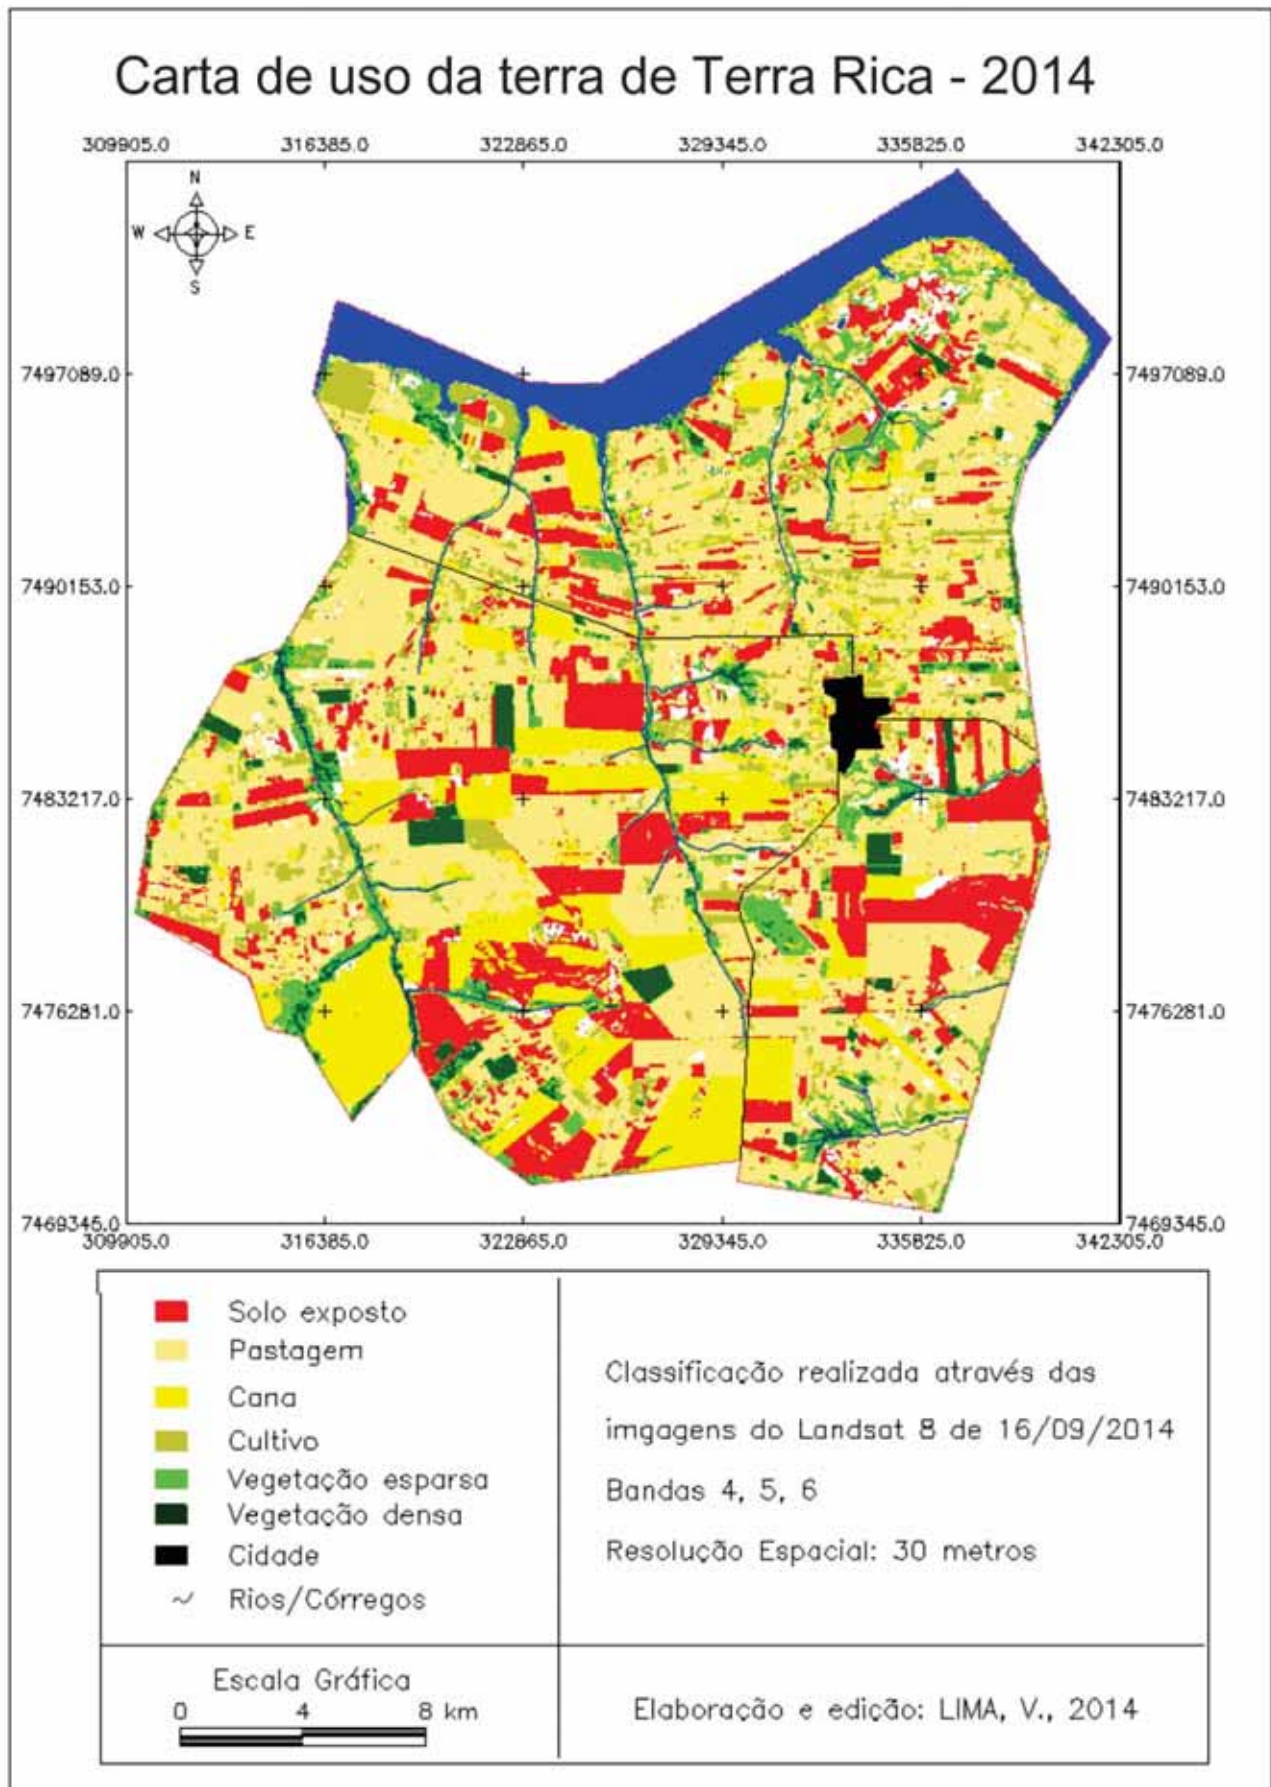 Carta de uso da terra de Terra Rica - 2014
309905.0 316385.0 322865.0 329345.0 335825.0 342305.0
N
W E
S
7497089.0 7497089.0
7490153.0 7490153.0
7483217.0 7483217.0
7476281.0 7476281.0
7469345.0 7469345.0
309905.0 316385.0 322865.0 329345.0 335825.0 342305.0
Solo exposto
Pastagem
Cana
Cultivo
Vegetação esparsa
Vegetação densa
Cidade
Rios/Córregos
Classificação realizada através das
imgagens do Landsat 8 de 16/09/2014
Bandas 4, 5, 6
Resolução Espacial: 30 metros
Escala Gráfica
0 4 8 km
Elaboração e edição: LIMA, V., 2014